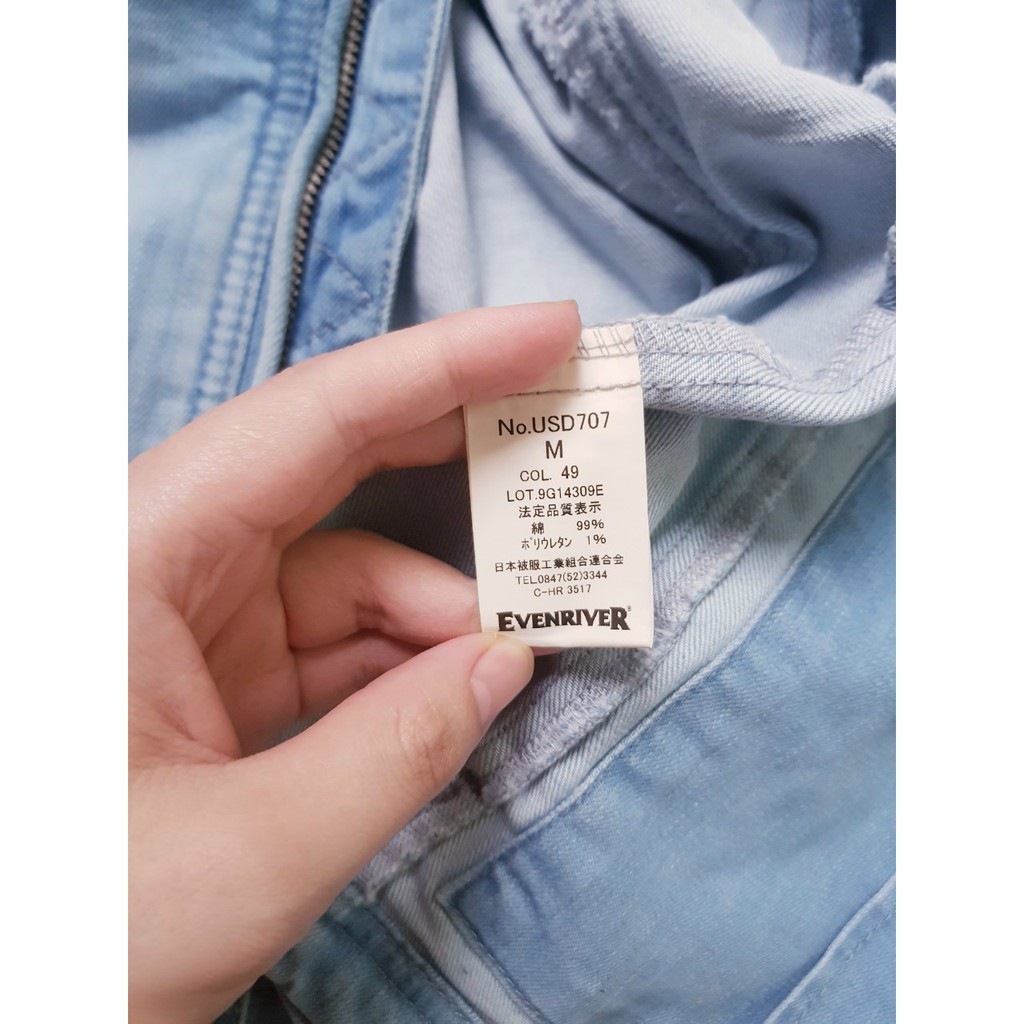 No.USD707
M
COL. 49
LOT.9G14309E
法定品質表示
綿 99%
ポリウレタン 1%
日本被服工業組合連合会
TEL.0847(52)3344
C-HR 3517
EVENRIVER®